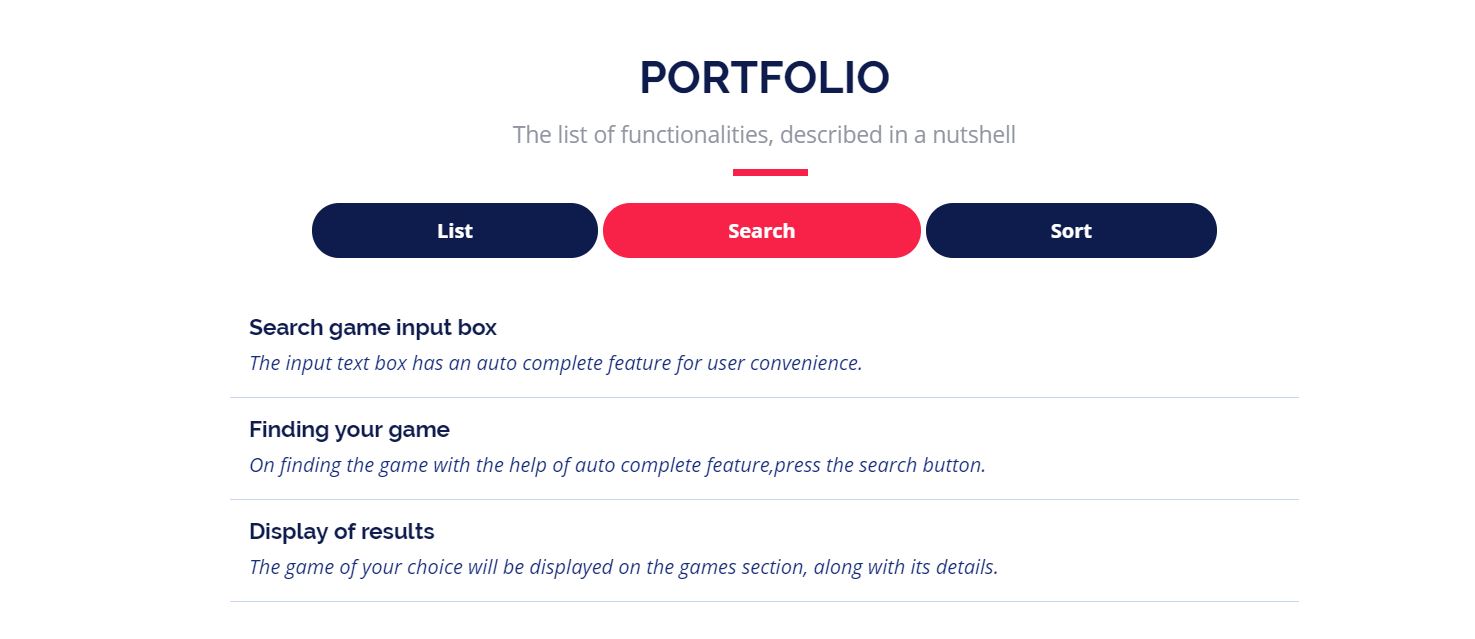 PORTFOLIO
The list of functionalities, described in a nutshell
List Search Sort
Search game input box
The input text box has an auto complete feature for user convenience.
Finding your game
On finding the game with the help of auto complete feature,press the search button.
Display of results
The game of your choice will be displayed on the games section, along with its details.